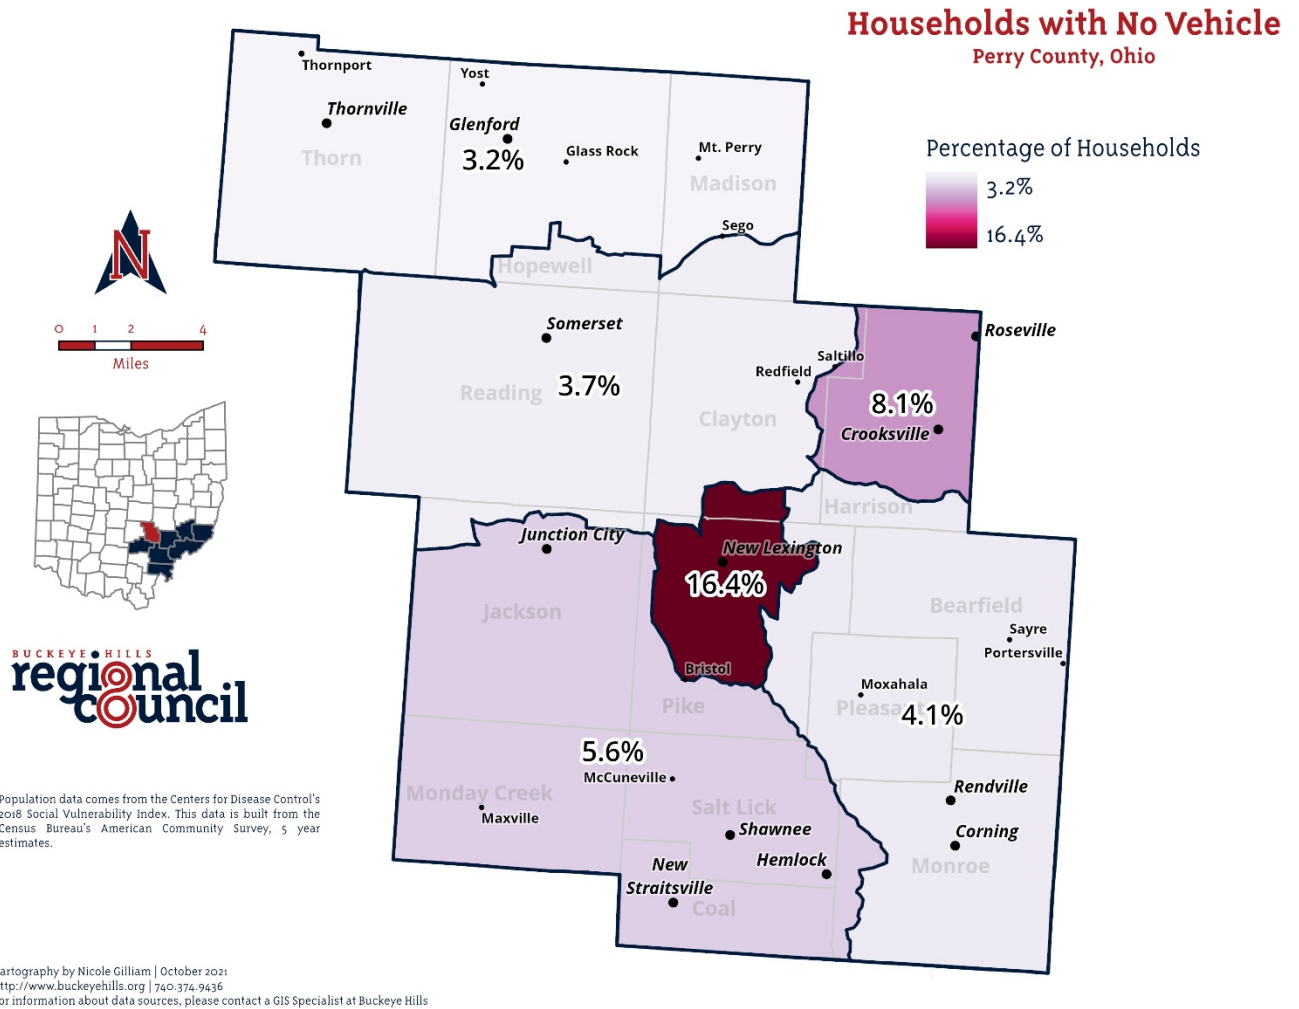 Households with No Vehicle
Perry County, Ohio
Percentage of Households
3.2%
16.4%
Thornport
Thornville
Thorn
Yost
Glenford
3.2%
Glass Rock
Mt. Perry
Madison
Sego
Hopewell
N
0 1 2 4
Miles
Somerset
Reading
3.7%
Clayton
Redfield
Saltillo
Roseville
8.1%
Crooksville
Harrison
Junction City
Jackson
New Lexington
16.4%
Bristol
Pike
Bearfield
Sayre
Portersville
Moxahala
Pleasant
4.1%
5.6%
McCuneville
Monday Creek
Maxville
Salt Lick
Shawnee
Hemlock
New
Straitsville
Coal
Rendville
Corning
Monroe
BUCKEYE HILLS
regional
council
Population data comes from the Centers for Disease Control's
2018 Social Vulnerability Index. This data is built from the
Census Bureau's American Community Survey, 5 year
estimates.
artography by Nicole Gilliam | October 2021
ttp://www.buckeyehills.org | 740.374.9436
or information about data sources, please contact a GIS Specialist at Buckeye Hills